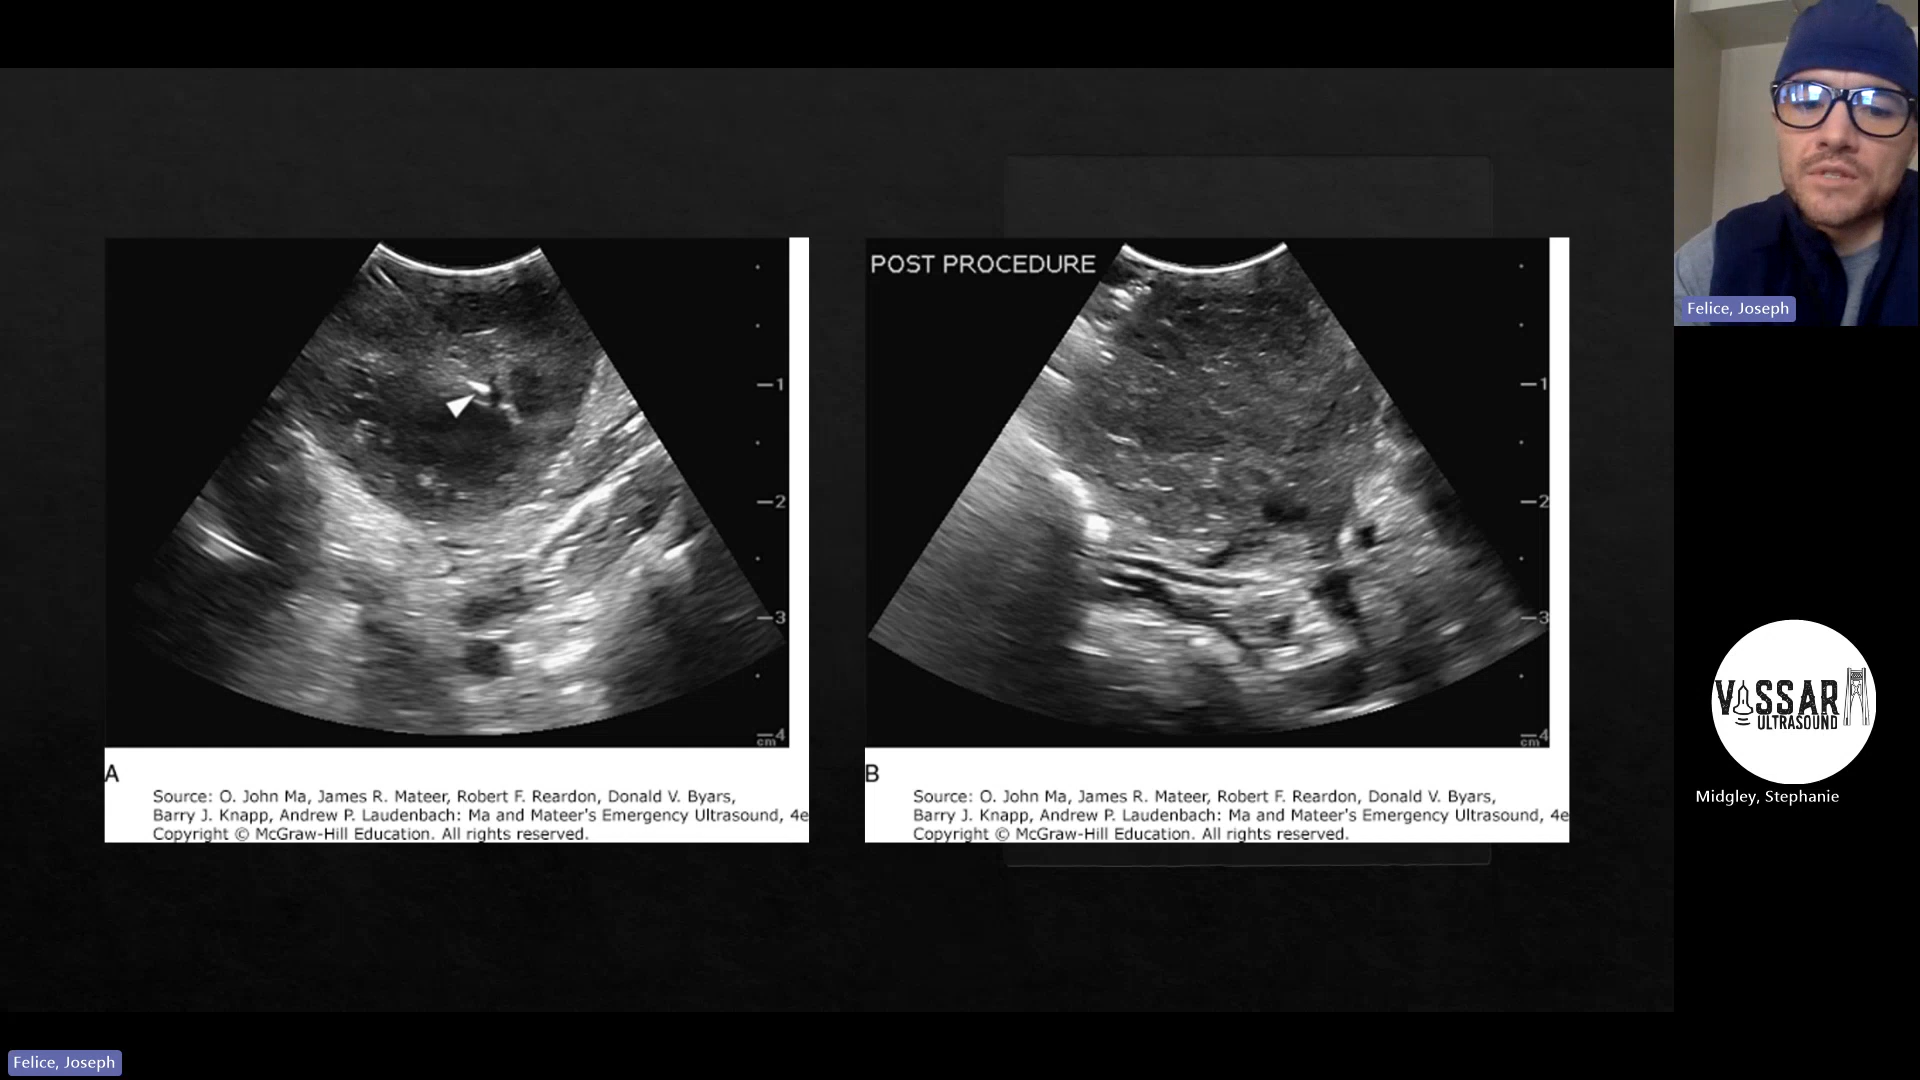 POST PROCEDURE
1
2
3
4
cm
1
2
3
4
cm
A
Source: O. John Ma, James R. Mateer, Robert F. Reardon, Donald V. Byars,
Barry J. Knapp, Andrew P. Laudenbach: Ma and Mateer's Emergency Ultrasound, 4e
Copyright © McGraw-Hill Education. All rights reserved.
B
Source: O. John Ma, James R. Mateer, Robert F. Reardon, Donald V. Byars,
Barry J. Knapp, Andrew P. Laudenbach: Ma and Mateer's Emergency Ultrasound, 4e
Copyright © McGraw-Hill Education. All rights reserved.
Felice, Joseph
VASSAR
ULTRASOUND
Midgley, Stephanie
Felice, Joseph